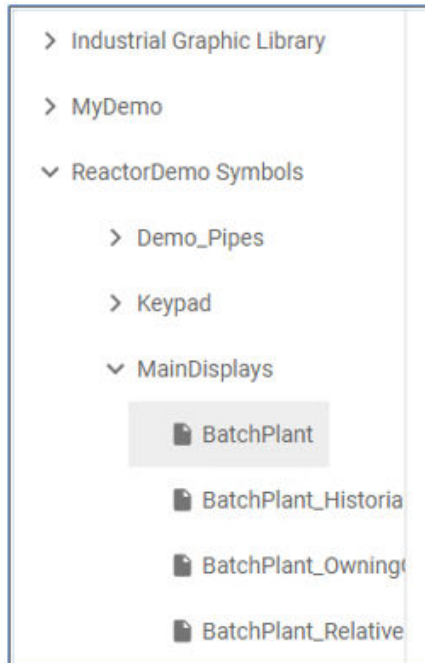 Industrial Graphic Library
MyDemo
ReactorDemo Symbols
Demo_Pipes
Keypad
MainDisplays
BatchPlant
BatchPlant_Historia
BatchPlant_Owning
BatchPlant_Relative